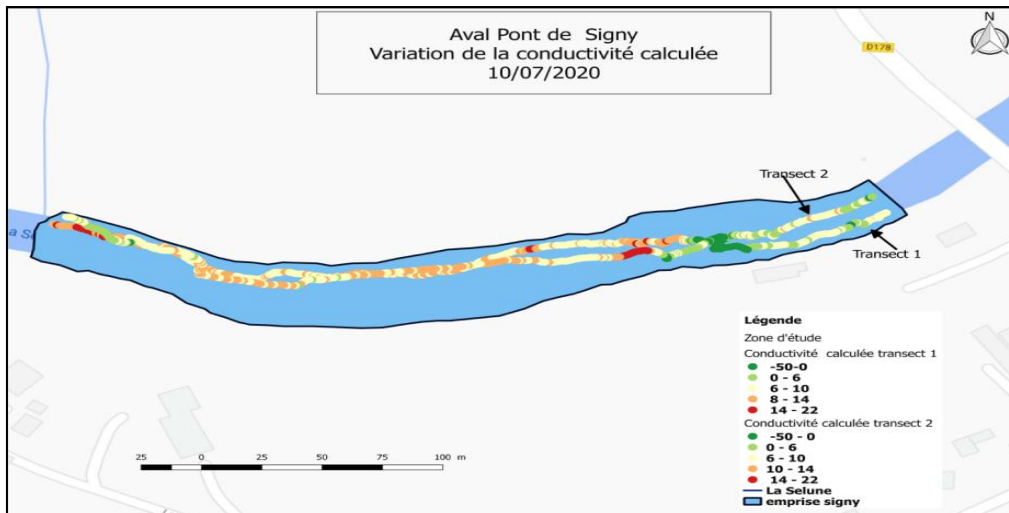 Aval Pont de Signy
Variation de la conductivité calculée
10/07/2020
N
D178
Transect 2
Transect 1
Légende
Zone d'étude
Conductivité calculée transect 1
-50-0
0 - 6
6 - 10
8 - 14
14 - 22
Conductivité calculée transect 2
-50 - 0
0 - 6
6 - 10
10 - 14
14 - 22
La Selune
emprise signy
25 0 25 50 75 100 m